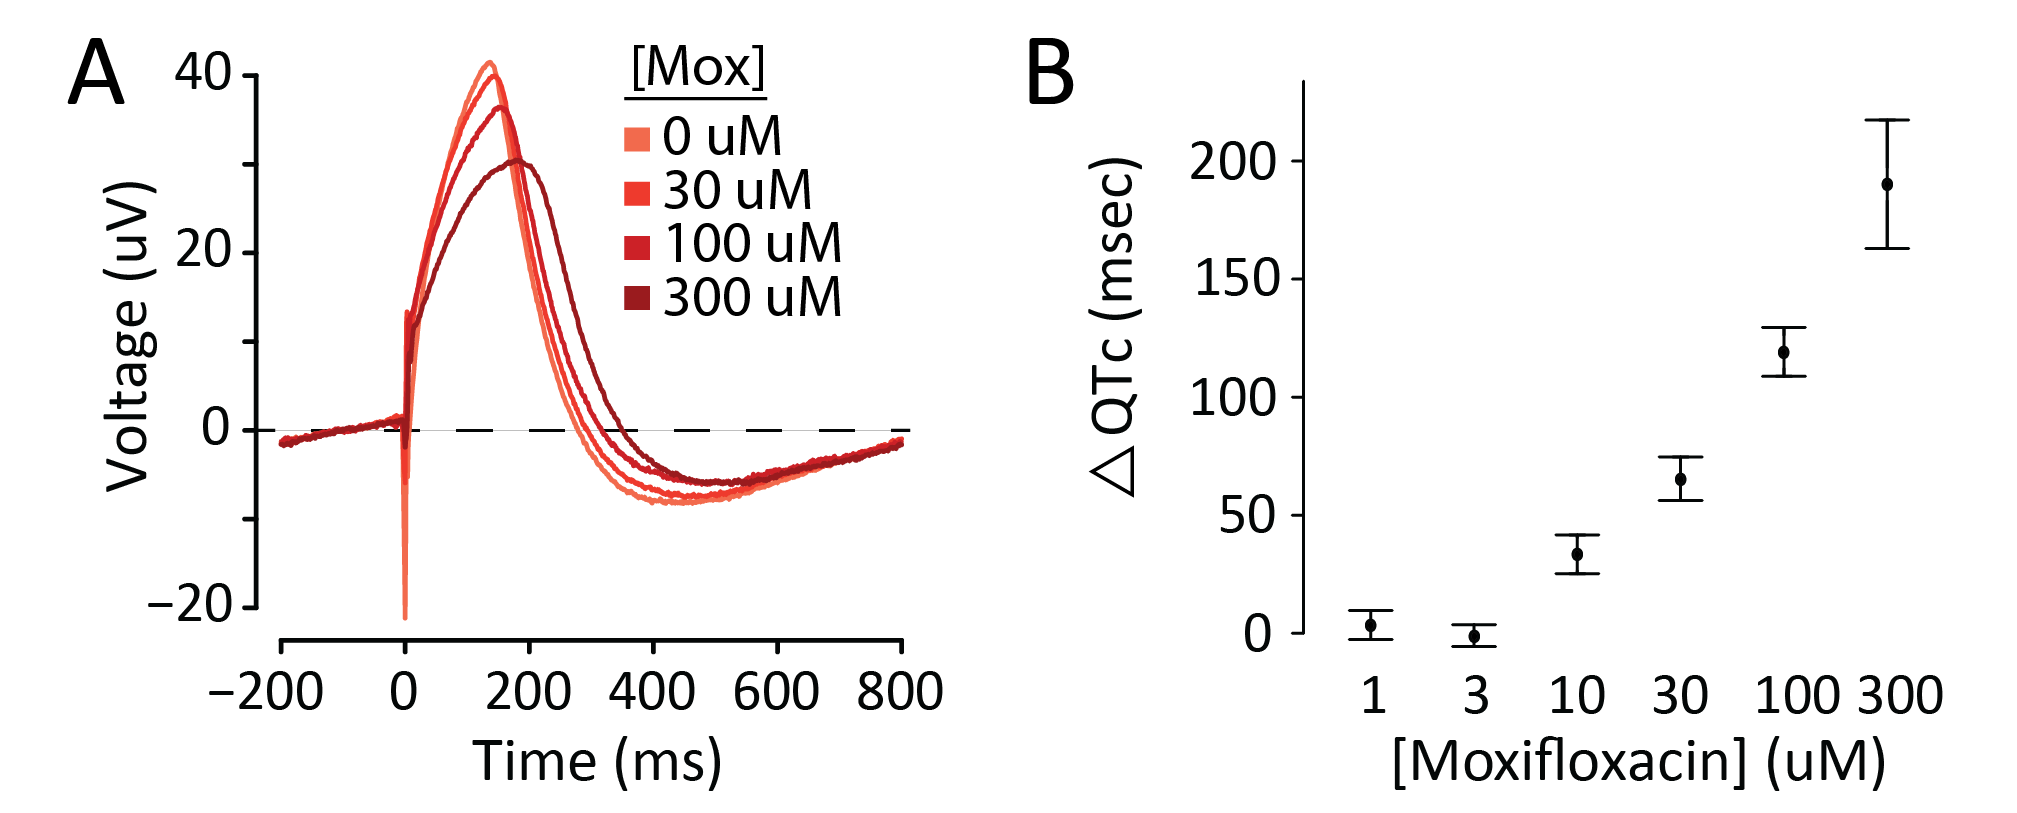 A
Voltage (uV)
40
20
0
−20
−200 0 200 400 600 800
Time (ms)
[Mox]
0 uM
30 uM
100 uM
300 uM
B
△ QTc (msec)
200
150
100
50
0
1 3 10 30 100 300
[Moxifloxacin] (uM)